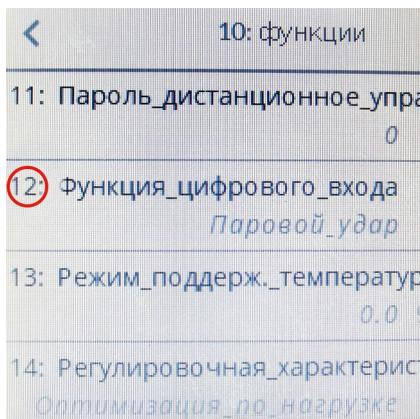 10: функции
11: Пароль_дистанционное_упра
0
12: Функция_цифрового_входа
Паровой_удар
13: Режим_поддерж._температур
0.0
14: Регулировочная_характерист
Оптимизация_по_нагрузке